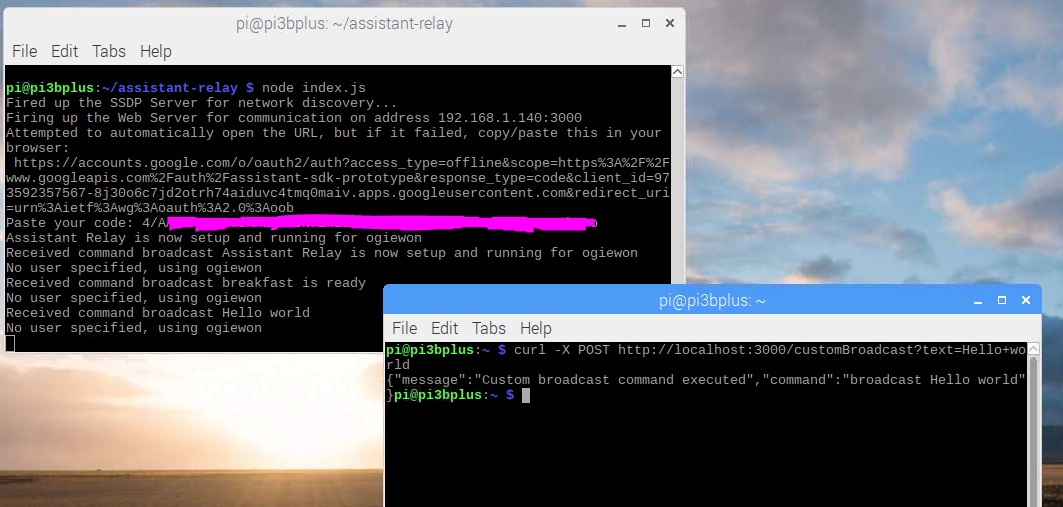 pi@pi3bplus: ~/assistant-relay
File Edit Tabs Help
pi@pi3bplus:~/assistant-relay $ node index.js
Fired up the SSDP Server for network discovery...
Firing up the Web Server for communication on address 192.168.1.140:3000
Attempted to automatically open the URL, but if it failed, copy/paste this in your
browser:
https://accounts.google.com/o/oauth2/auth?access_type=offline&scope=https%3A%2F%2F
www.googleapis.com%2Fauth%2Fassistant-sdk-prototype&response_type=code&client_id=97
3592357567-8j30o6c7jd2otrh74aiduvc4tmq0maiv.apps.googleusercontent.com&redirect_uri
=urn%3Aietf%3Awg%3Aoauth%3A2.0%3Aoob
Paste your code: 4/A
Assistant Relay is now setup and running for ogiewon
Received command broadcast Assistant Relay is now setup and running for ogiewon
No user specified, using ogiewon
Received command broadcast breakfast is ready
No user specified, using ogiewon
Received command broadcast Hello world
No user specified, using ogiewon
pi@pi3bplus: ~
File Edit Tabs Help
pi@pi3bplus:~ $ curl -X POST http://localhost:3000/customBroadcast?text=Hello+wo
rld
{"message":"Custom broadcast command executed","command":"broadcast Hello world"
}pi@pi3bplus:~ $